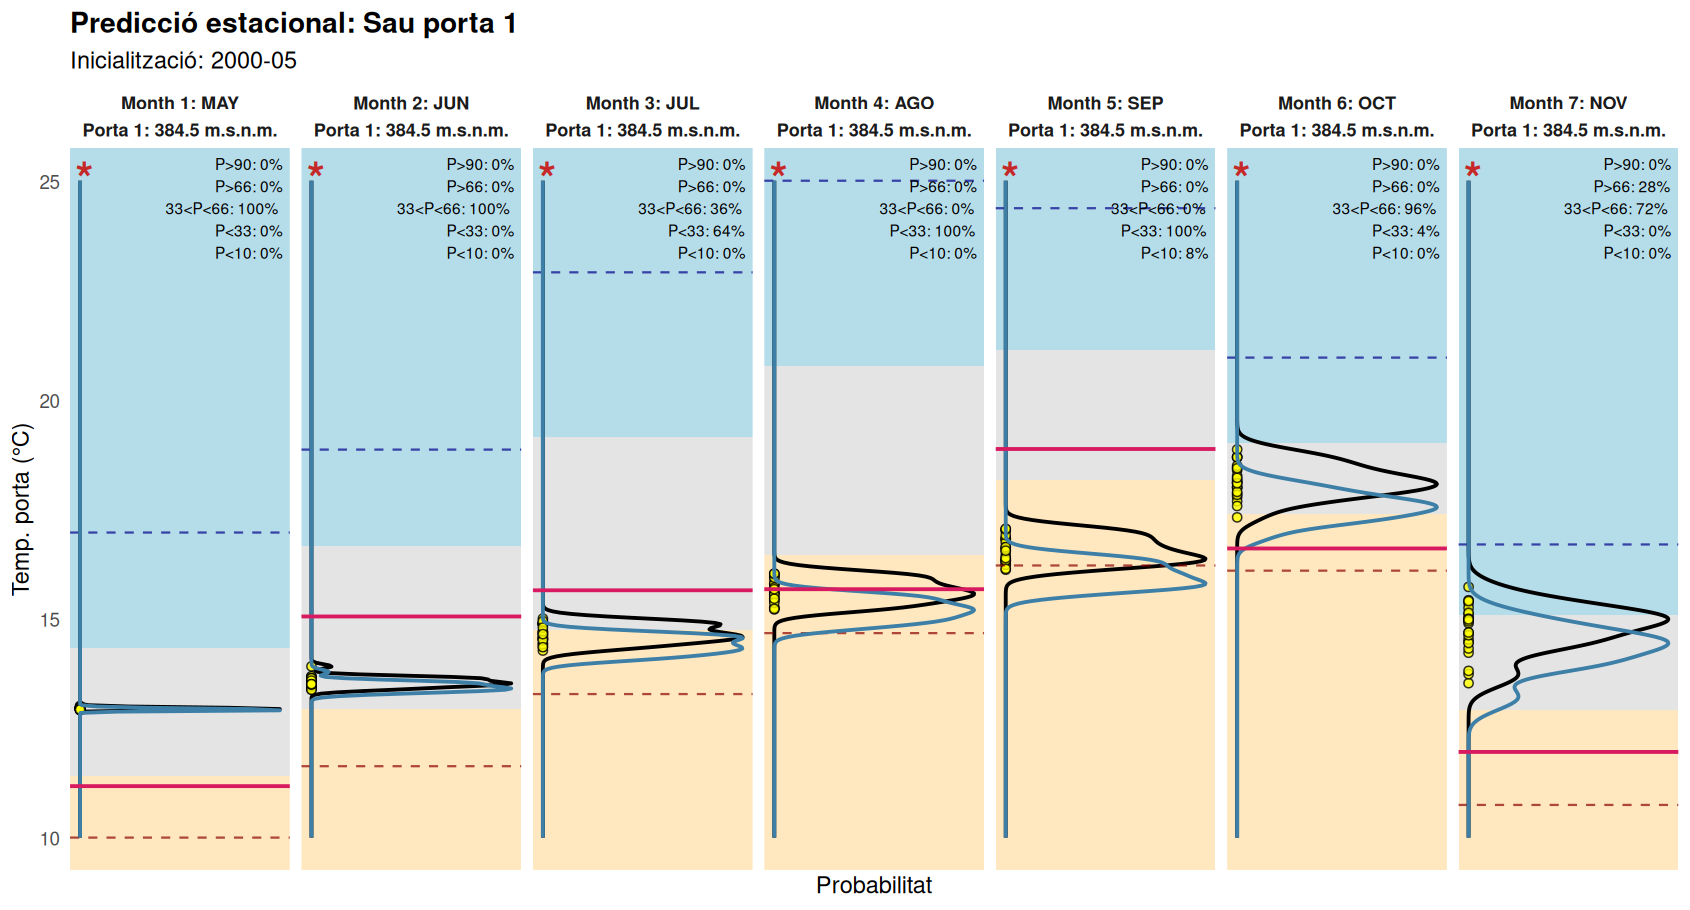 Predicció estacional: Sau porta 1
Inicialització: 2000-05
Month 1: MAY
Porta 1: 384.5 m.s.n.m.
Month 2: JUN
Porta 1: 384.5 m.s.n.m.
Month 3: JUL
Porta 1: 384.5 m.s.n.m.
Month 4: AGO
Porta 1: 384.5 m.s.n.m.
Month 5: SEP
Porta 1: 384.5 m.s.n.m.
Month 6: OCT
Porta 1: 384.5 m.s.n.m.
Month 7: NOV
Porta 1: 384.5 m.s.n.m.
*
P>90: 0%
P>66: 0%
33<P<66: 100%
P<33: 0%
P<10: 0%
*
P>90: 0%
P>66: 0%
33<P<66: 100%
P<33: 0%
P<10: 0%
*
P>90: 0%
P>66: 0%
33<P<66: 36%
P<33: 64%
P<10: 0%
*
P>90: 0%
P>66: 0%
33<P<66: 0%
P<33: 100%
P<10: 0%
*
P>90: 0%
P>66: 0%
33<P<66: 0%
P<33: 100%
P<10: 8%
*
P>90: 0%
P>66: 0%
33<P<66: 96%
P<33: 4%
P<10: 0%
*
P>90: 0%
P>66: 28%
33<P<66: 72%
P<33: 0%
P<10: 0%
25
20
15
10
Temp. porta (°C)
Probabilitat